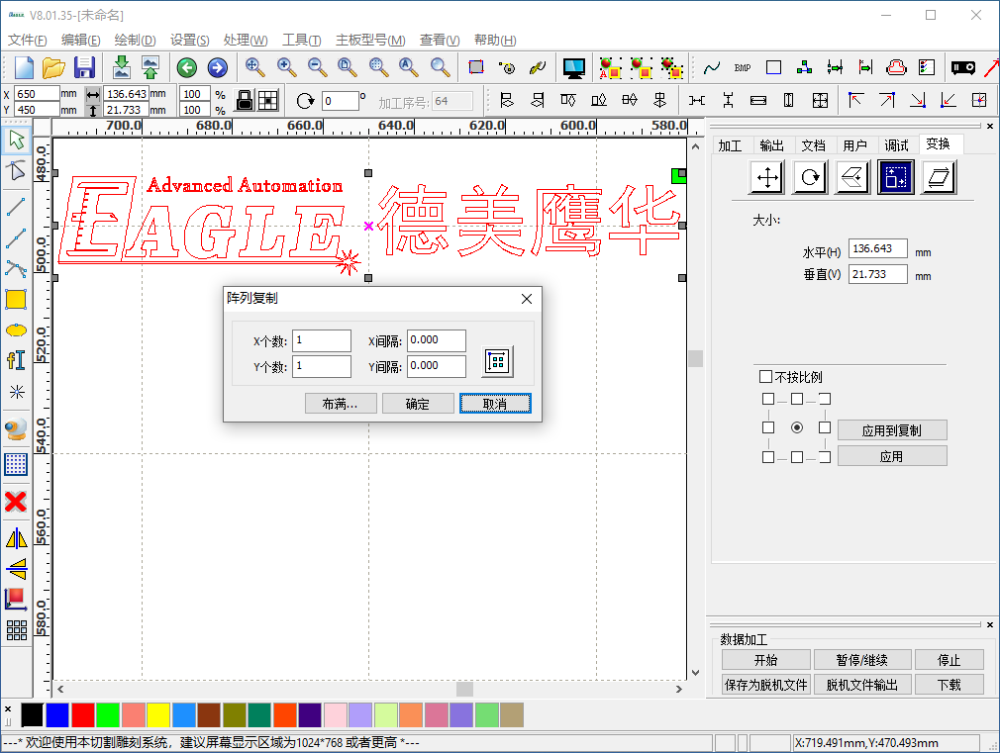 V8.01.35-[未命名]
文件(F) 编辑(E) 绘制(D) 设置(S) 处理(W) 工具(T) 主板型号(M) 查看(V) 帮助(H)
BMP
X 650 mm 136.643 mm 100 %
Y 450 mm 21.733 mm 100 %
0 ° 加工序号: 64
700.0 680.0 660.0 640.0 620.0 600.0 580.0
480.0
500.0
520.0
540.0
560.0
580.0
Advanced Automation
EAGLE 德美鹰华
阵列复制
X个数: 1 X间隔: 0.000
Y个数: 1 Y间隔: 0.000
布满... 确定 取消
加工 输出 文档 用户 调试 变换
大小:
水平(H) 136.643 mm
垂直(V) 21.733 mm
不按比例
应用到复制
应用
数据加工
开始 暂停/继续 停止
保存为脱机文件 脱机文件输出 下载
---* 欢迎使用本切割雕刻系统，建议屏幕显示区域为1024*768 或者更高 *---
X:719.491mm,Y:470.493mm